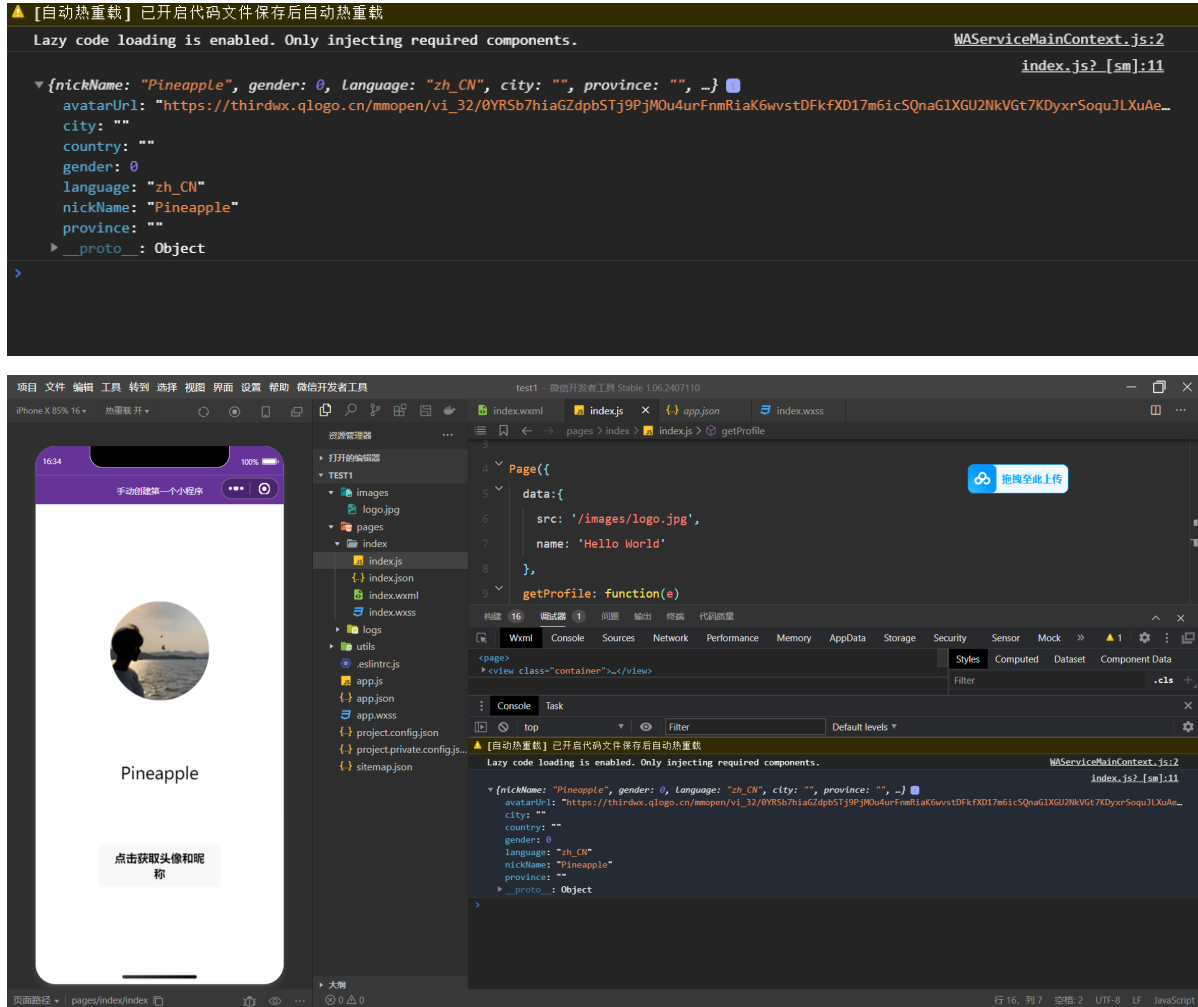 [自动热重载] 已开启代码文件保存后自动热重载
Lazy code loading is enabled. Only injecting required components. WAServiceMainContext.js:2
index.js? [sm]:11
{nickName: "Pineapple", gender: 0, language: "zh_CN", city: "", province: "", …}
avatarUrl: "https://thirdwx.qlogo.cn/mmopen/vi_32/0YRSb7hiaGZdpbSTj9PjMOu4urFnmRiaK6wvstDFkfXD17m6icSQnaGlXGU2NkVGt7KDyxrSoquJLXuAe…
city: ""
country: ""
gender: 0
language: "zh_CN"
nickName: "Pineapple"
province: ""
__proto__: Object
项目 文件 编辑 工具 转到 选择 视图 界面 设置 帮助 微信开发者工具 test1 - 微信开发者工具 Stable 1.06.2407110
iPhone X 85% 16 热重载 开
16:34 100%
手动创建第一个小程序
Pineapple
点击获取头像和昵
称
页面路径 pages/index/index
资源管理器
打开的编辑器
TEST1
images
logo.jpg
pages
index
index.js
index.json
index.wxml
index.wxss
logs
utils
.eslintrc.js
app.js
app.json
app.wxss
project.config.json
project.private.config.js...
sitemap.json
大纲
0 0
index.wxml index.js app.json index.wxss
pages > index > index.js > getProfile
3
4 Page({
5 data:{
6 src: '/images/logo.jpg',
7 name: 'Hello World'
8 },
9 getProfile: function(e)
拖拽至此上传
构建 16 调试器 1 问题 输出 终端 代码质量
Wxml Console Sources Network Performance Memory AppData Storage Security Sensor Mock » 1
<page>
<view class="container">…</view>
Styles Computed Dataset Component Data
Filter .cls
Console Task
top Filter Default levels
[自动热重载] 已开启代码文件保存后自动热重载
Lazy code loading is enabled. Only injecting required components. WAServiceMainContext.js:2
index.js? [sm]:11
{nickName: "Pineapple", gender: 0, language: "zh_CN", city: "", province: "", …}
avatarUrl: "https://thirdwx.qlogo.cn/mmopen/vi_32/0YRSb7hiaGZdpbSTj9PjMOu4urFnmRiaK6wvstDFkfXD17m6icSQnaGlXGU2NkVGt7KDyxrSoquJLXuAe…
city: ""
country: ""
gender: 0
language: "zh_CN"
nickName: "Pineapple"
province: ""
__proto__: Object
行 16，列 7 空格: 2 UTF-8 LF JavaScript